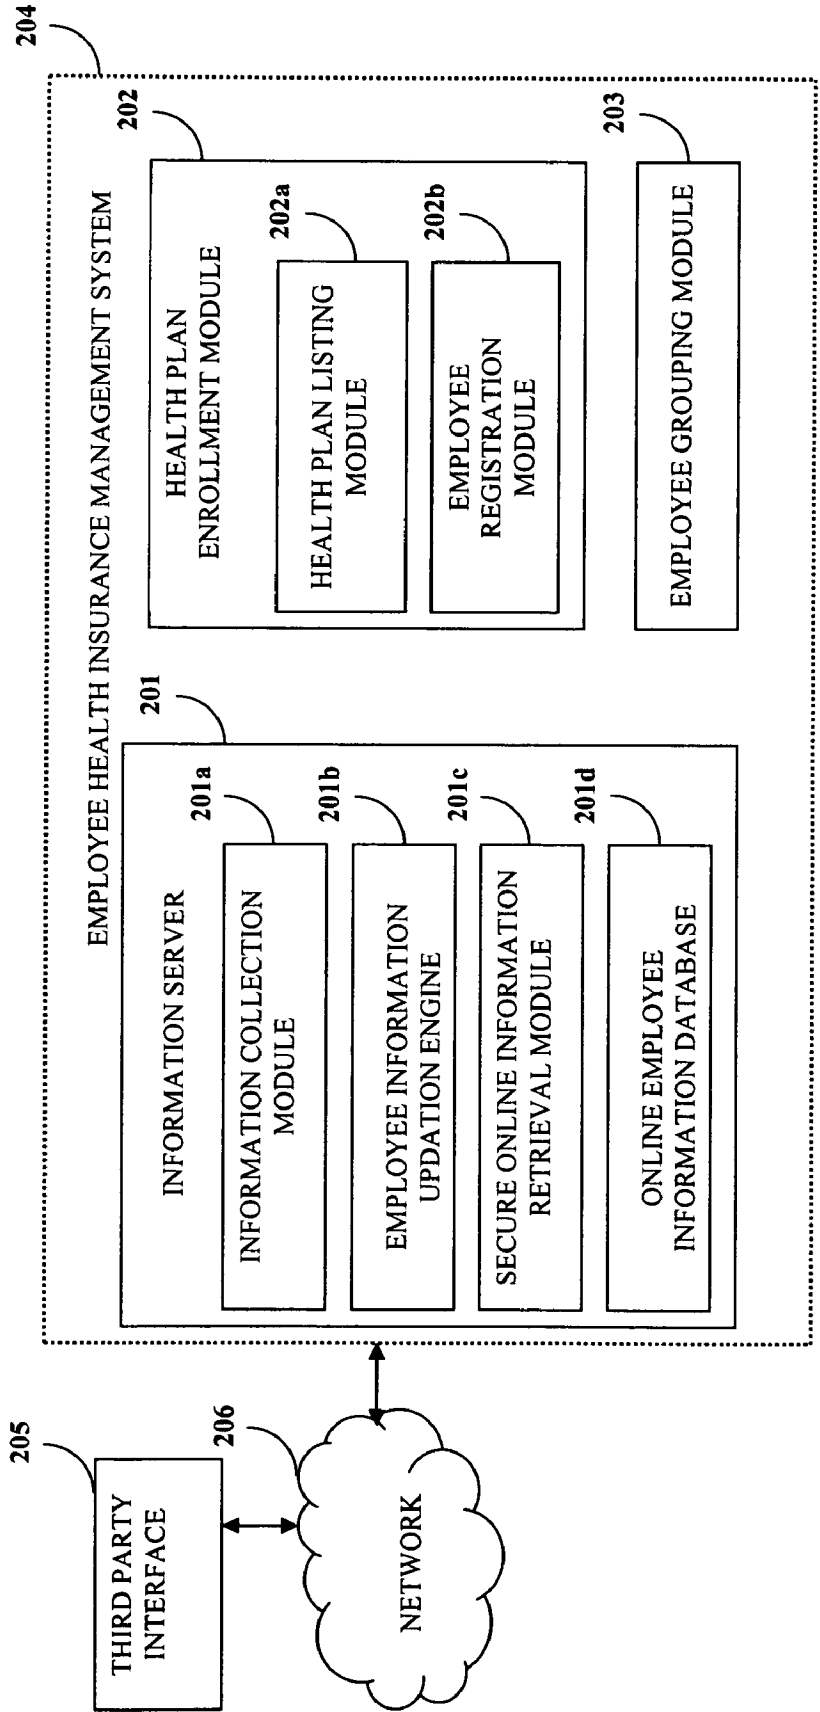 204
EMPLOYEE HEALTH INSURANCE MANAGEMENT SYSTEM
205
THIRD PARTY
INTERFACE
206
NETWORK
201
INFORMATION SERVER
201a
INFORMATION COLLECTION
MODULE
201b
EMPLOYEE INFORMATION
UPDATION ENGINE
201c
SECURE ONLINE INFORMATION
RETRIEVAL MODULE
201d
ONLINE EMPLOYEE
INFORMATION DATABASE
202
HEALTH PLAN
ENROLLMENT MODULE
202a
HEALTH PLAN LISTING
MODULE
202b
EMPLOYEE
REGISTRATION
MODULE
203
EMPLOYEE GROUPING MODULE